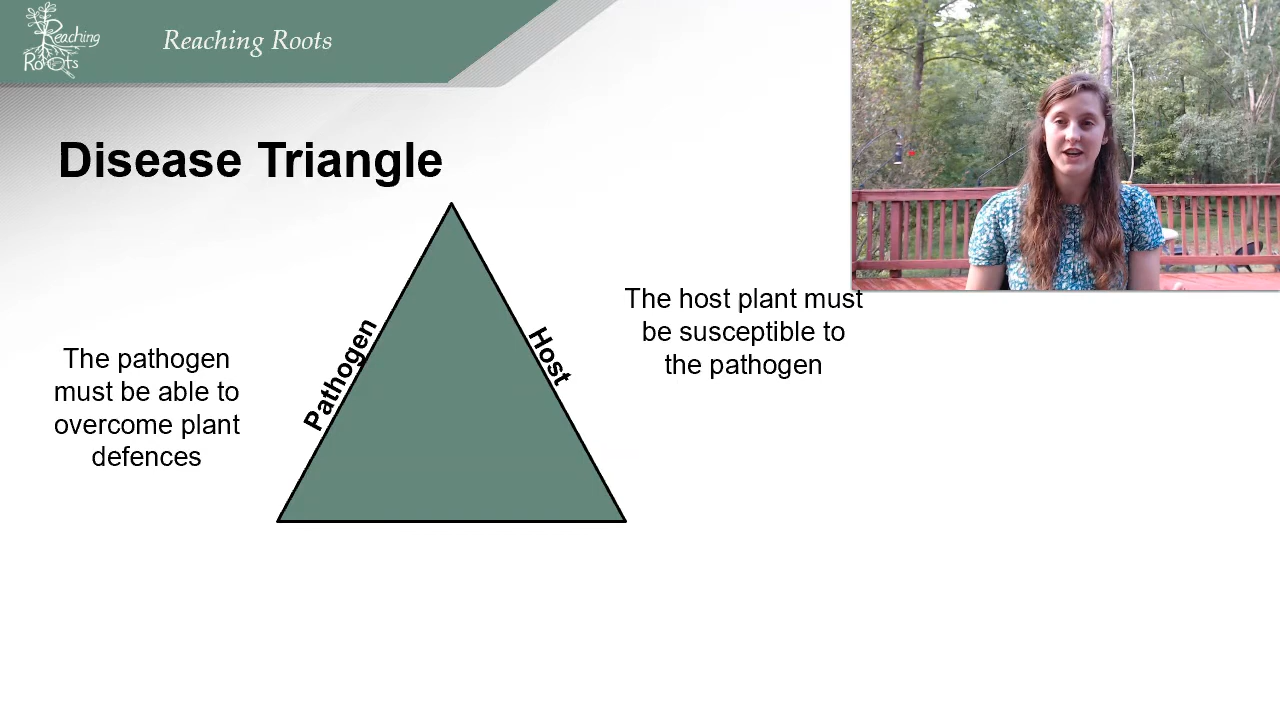 Reaching
Roots
Reaching Roots
Disease Triangle
The pathogen
must be able to
overcome plant
defences
Pathogen
Host
The host plant must
be susceptible to
the pathogen